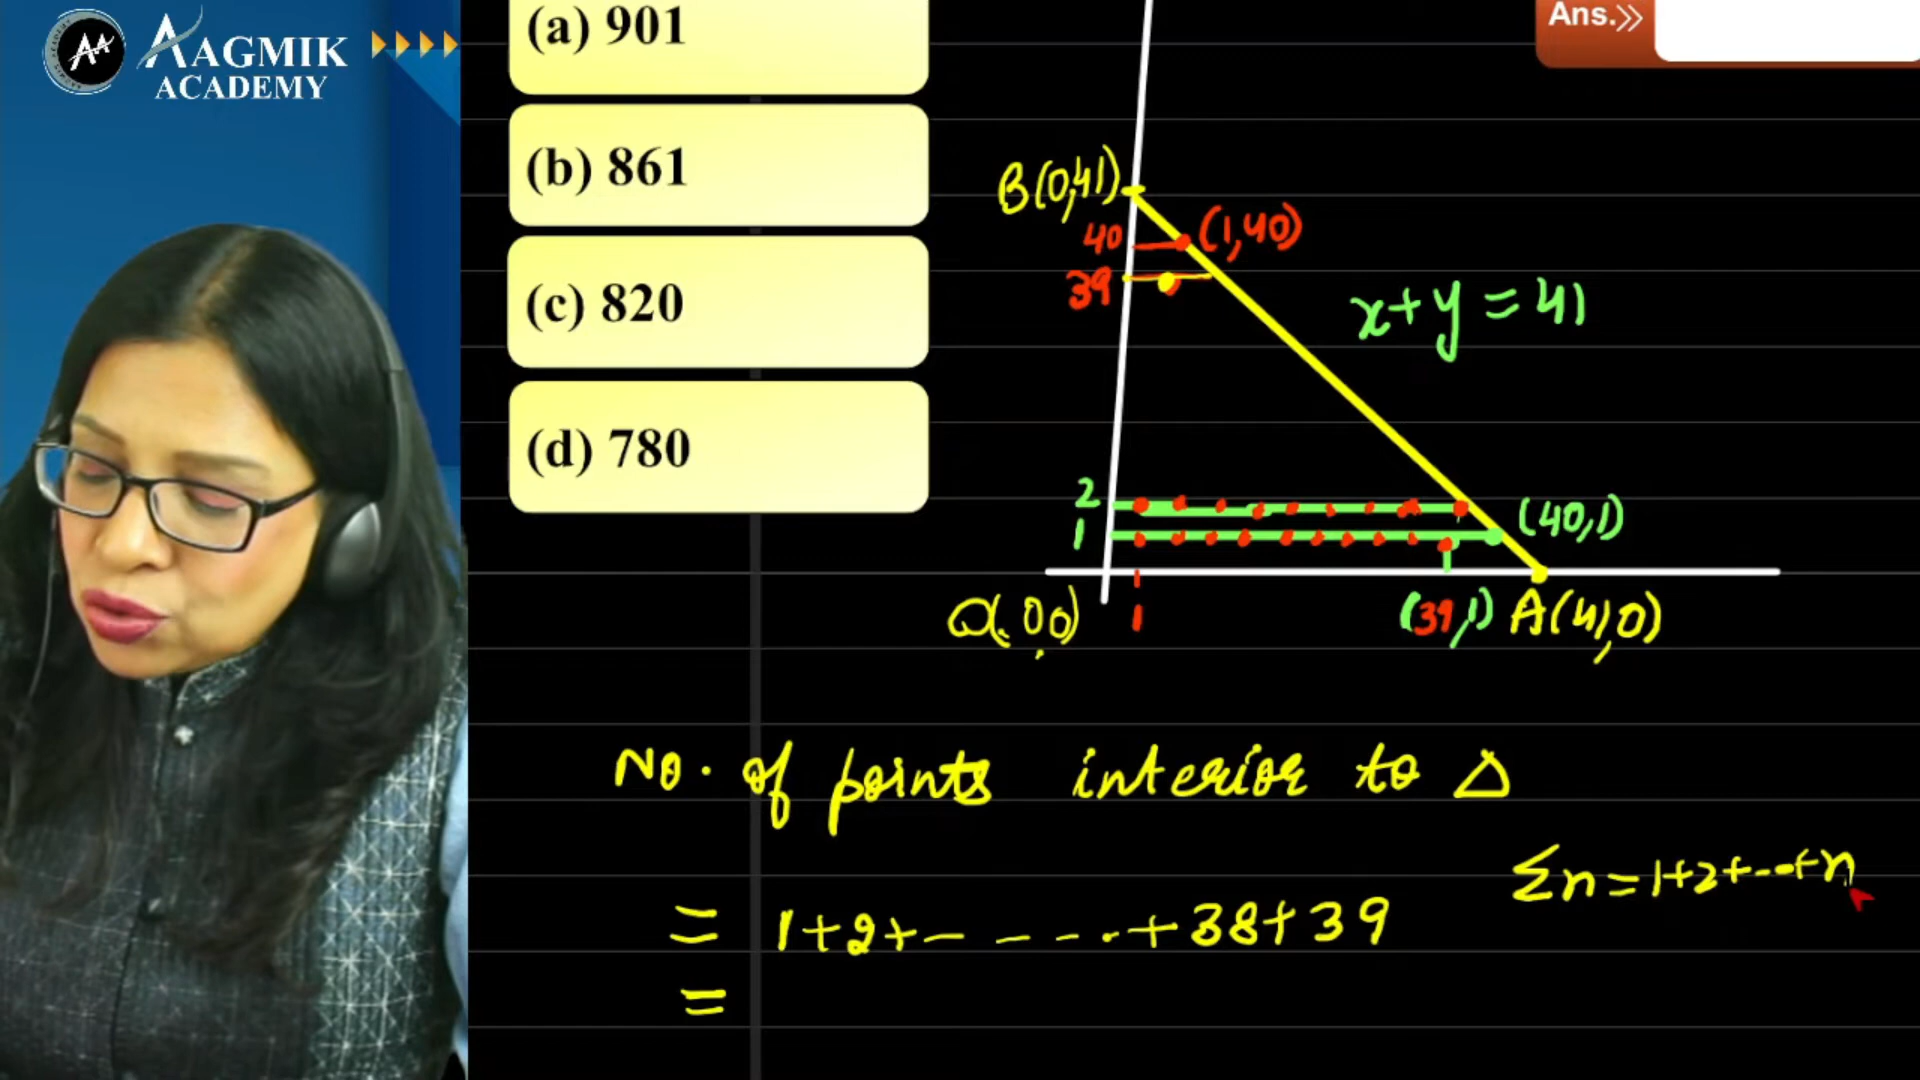 AAGMIK
ACADEMY
Ans.
(a) 901
(b) 861
(c) 820
(d) 780
B(0,41)
40
(1,40)
39
x+y=41
2
1
(40,1)
O(0,0)
1
(39,1)
A(41,0)
No. of points interior to Δ
Σn=1+2+---+n
= 1+2+-----+38+39
=